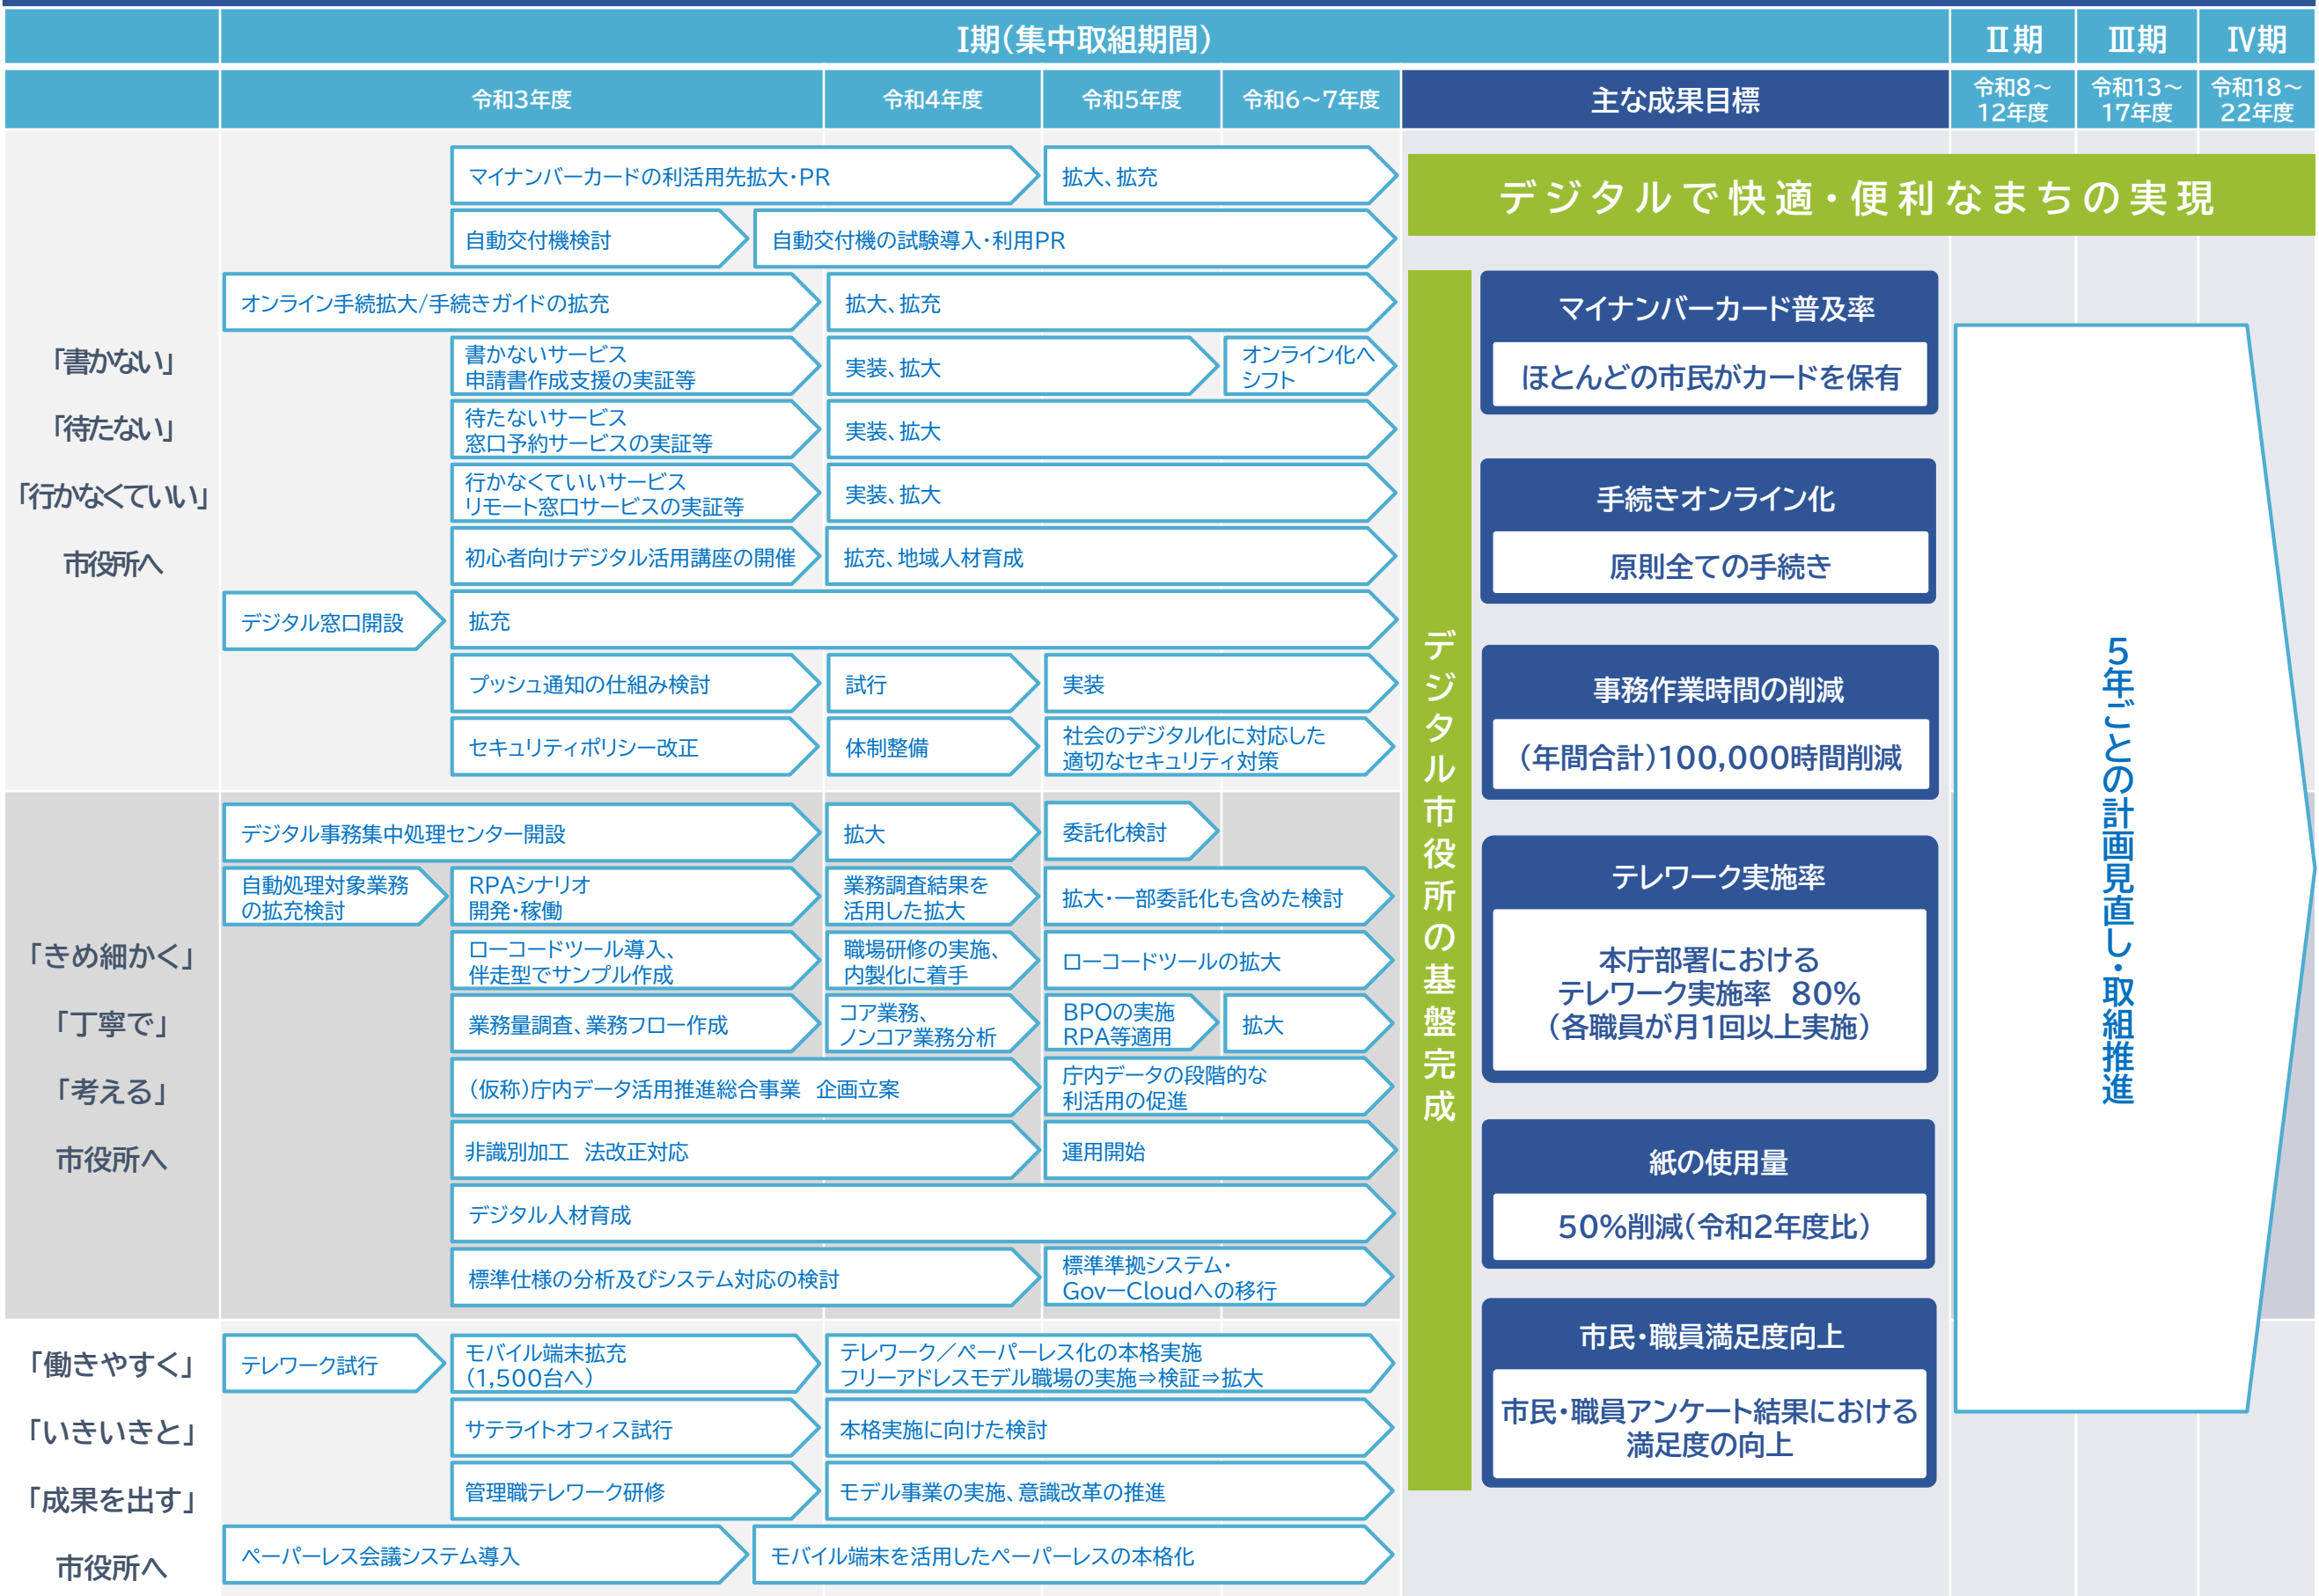 Ⅰ期(集中取組期間)
Ⅱ期
Ⅲ期
Ⅳ期
令和3年度
令和4年度
令和5年度
令和6～7年度
主な成果目標
令和8～
12年度
令和13～
17年度
令和18～
22年度
「書かない」
「待たない」
「行かなくていい」
市役所へ
マイナンバーカードの利活用先拡大・PR
拡大、拡充
自動交付機検討
自動交付機の試験導入・利用PR
オンライン手続拡大/手続きガイドの拡充
拡大、拡充
書かないサービス
申請書作成支援の実証等
実装、拡大
オンライン化へ
シフト
待たないサービス
窓口予約サービスの実証等
実装、拡大
行かなくていいサービス
リモート窓口サービスの実証等
実装、拡大
初心者向けデジタル活用講座の開催
拡充、地域人材育成
デジタル窓口開設
拡充
プッシュ通知の仕組み検討
試行
実装
セキュリティポリシー改正
体制整備
社会のデジタル化に対応した
適切なセキュリティ対策
「きめ細かく」
「丁寧で」
「考える」
市役所へ
デジタル事務集中処理センター開設
拡大
委託化検討
自動処理対象業務
の拡充検討
RPAシナリオ
開発・稼働
業務調査結果を
活用した拡大
拡大・一部委託化も含めた検討
ローコードツール導入、
伴走型でサンプル作成
職場研修の実施、
内製化に着手
ローコードツールの拡大
業務量調査、業務フロー作成
コア業務、
ノンコア業務分析
BPOの実施
RPA等適用
拡大
(仮称)庁内データ活用推進総合事業　企画立案
庁内データの段階的な
利活用の促進
非識別加工　法改正対応
運用開始
デジタル人材育成
標準仕様の分析及びシステム対応の検討
標準準拠システム・
Gov－Cloudへの移行
「働きやすく」
「いきいきと」
「成果を出す」
市役所へ
テレワーク試行
モバイル端末拡充
(1,500台へ)
テレワーク／ペーパーレス化の本格実施
フリーアドレスモデル職場の実施⇒検証⇒拡大
サテライトオフィス試行
本格実施に向けた検討
管理職テレワーク研修
モデル事業の実施、意識改革の推進
ペーパーレス会議システム導入
モバイル端末を活用したペーパーレスの本格化
デジタルで快適・便利なまちの実現
デジタル市役所の基盤完成
マイナンバーカード普及率
ほとんどの市民がカードを保有
手続きオンライン化
原則全ての手続き
事務作業時間の削減
(年間合計)100,000時間削減
テレワーク実施率
本庁部署における
テレワーク実施率　80%
(各職員が月1回以上実施)
紙の使用量
50%削減(令和2年度比)
市民・職員満足度向上
市民・職員アンケート結果における
満足度の向上
5年ごとの計画見直し・取組推進